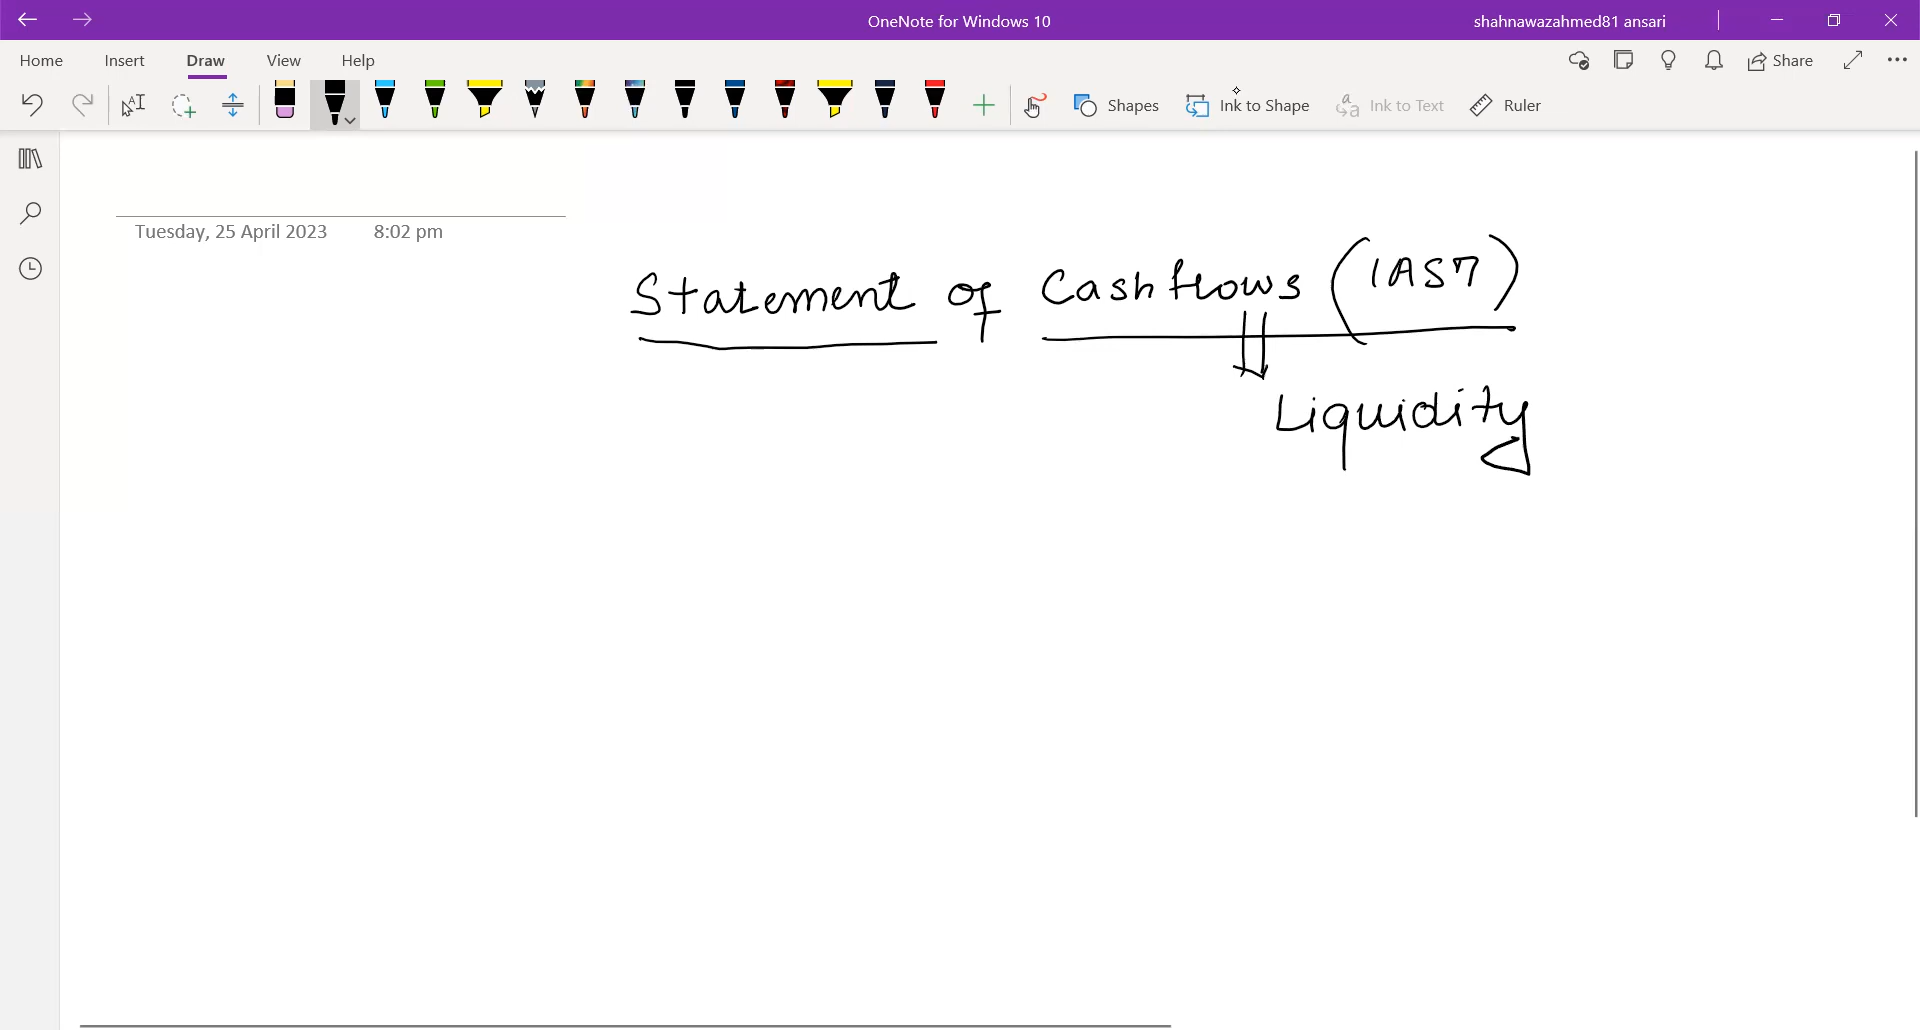 OneNote for Windows 10
shahnawazahmed81 ansari
Home Insert Draw View Help
Share
Shapes Ink to Shape Ink to Text Ruler
Tuesday, 25 April 2023 8:02 pm
Statement of Cash flows (IAS7)
Liquidity